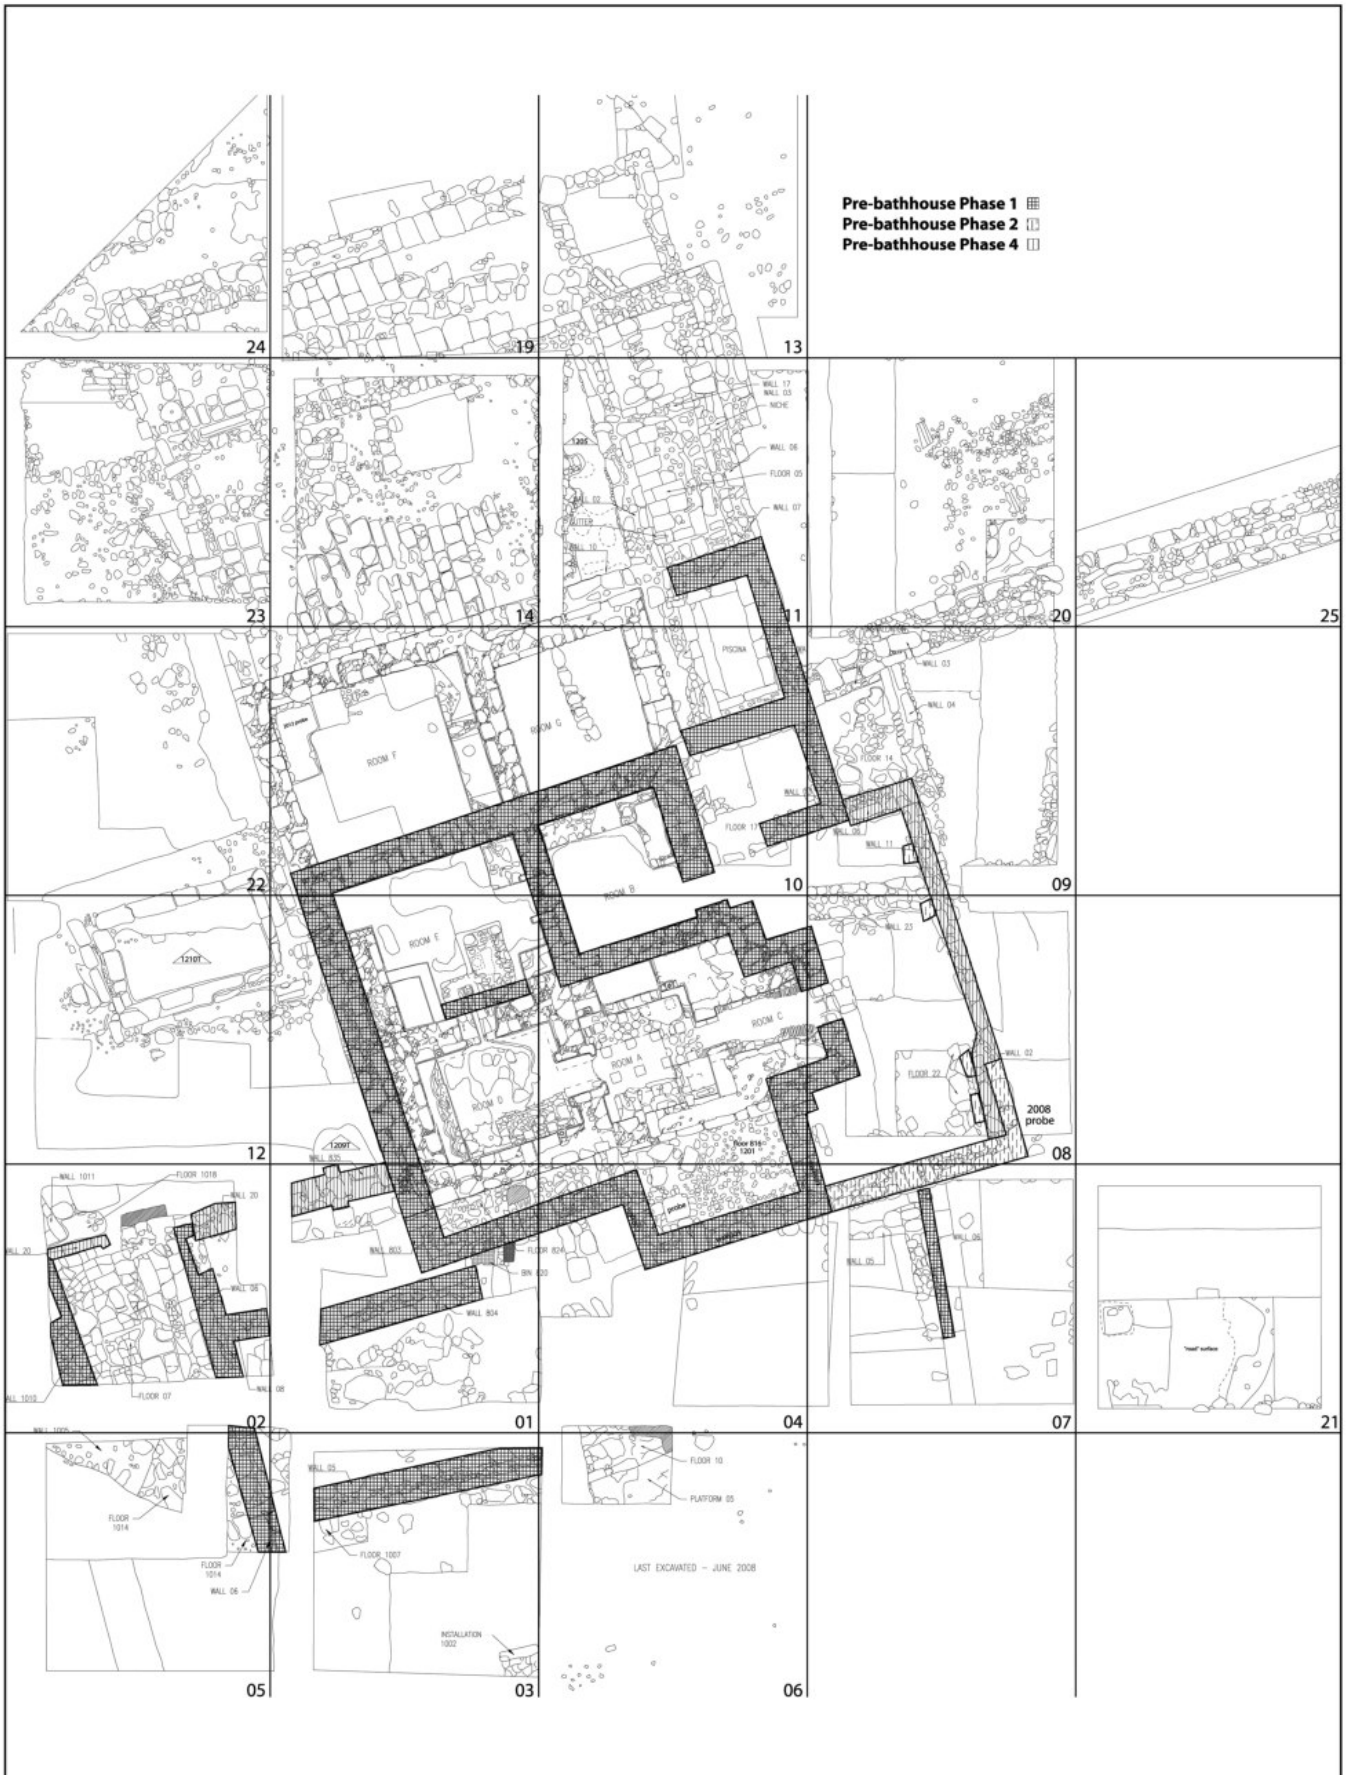 Pre-bathhouse Phase 1
Pre-bathhouse Phase 2
Pre-bathhouse Phase 4
24
19
13
WALL 17
WALL 03
NICHE
1205
WALL 06
FLOOR 05
WALL 07
WALL 10
23
14
11
20
25
PISCINA
WALL 03
WALL 04
2013 probe
ROOM G
ROOM F
FLOOR 14
FLOOR 17
WALL 08
WALL 11
22
10
09
ROOM B
WALL 23
ROOM E
1210T
ROOM C
ROOM A
WALL 02
FLOOR 22
ROOM D
2008
probe
1209T
floor 816
1201
12
08
WALL 835
WALL 1011
FLOOR 1018
WALL 20
probe
WALL 803
FLOOR 824
BIN 820
WALL 05
WALL 06
WALL 06
WALL 804
"road" surface
ALL 1010
FLOOR 07
WALL 08
02
01
04
07
21
WALL 1005
WALL 05
FLOOR 10
PLATFORM 05
FLOOR
1014
FLOOR
1014
FLOOR 1007
WALL 06
LAST EXCAVATED - JUNE 2008
INSTALLATION
1002
05
03
06